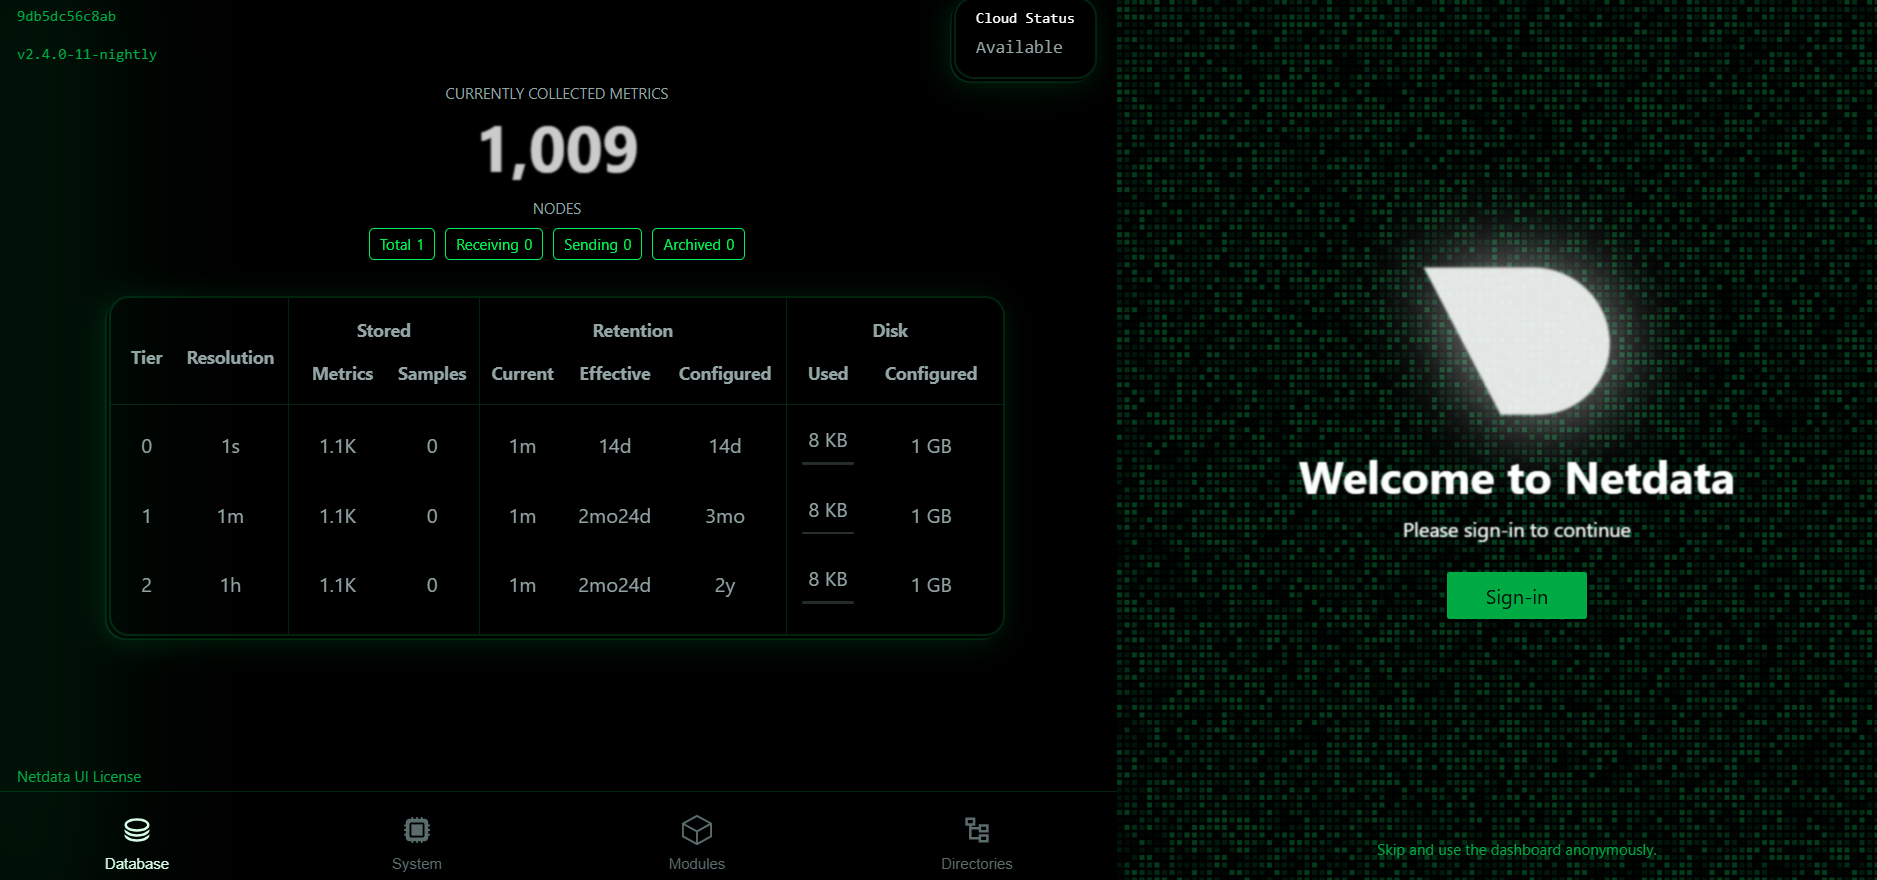 9db5dc56c8ab
v2.4.0-11-nightly
Cloud Status
Available
CURRENTLY COLLECTED METRICS
1,009
NODES
Total 1 Receiving 0 Sending 0 Archived 0
Stored Retention Disk
Tier Resolution
Metrics Samples Current Effective Configured Used Configured
0 1s 1.1K 0 1m 14d 14d 8 KB 1 GB
1 1m 1.1K 0 1m 2mo24d 3mo 8 KB 1 GB
2 1h 1.1K 0 1m 2mo24d 2y 8 KB 1 GB
Netdata UI License
Database System Modules Directories
Welcome to Netdata
Please sign-in to continue
Sign-in
Skip and use the dashboard anonymously.